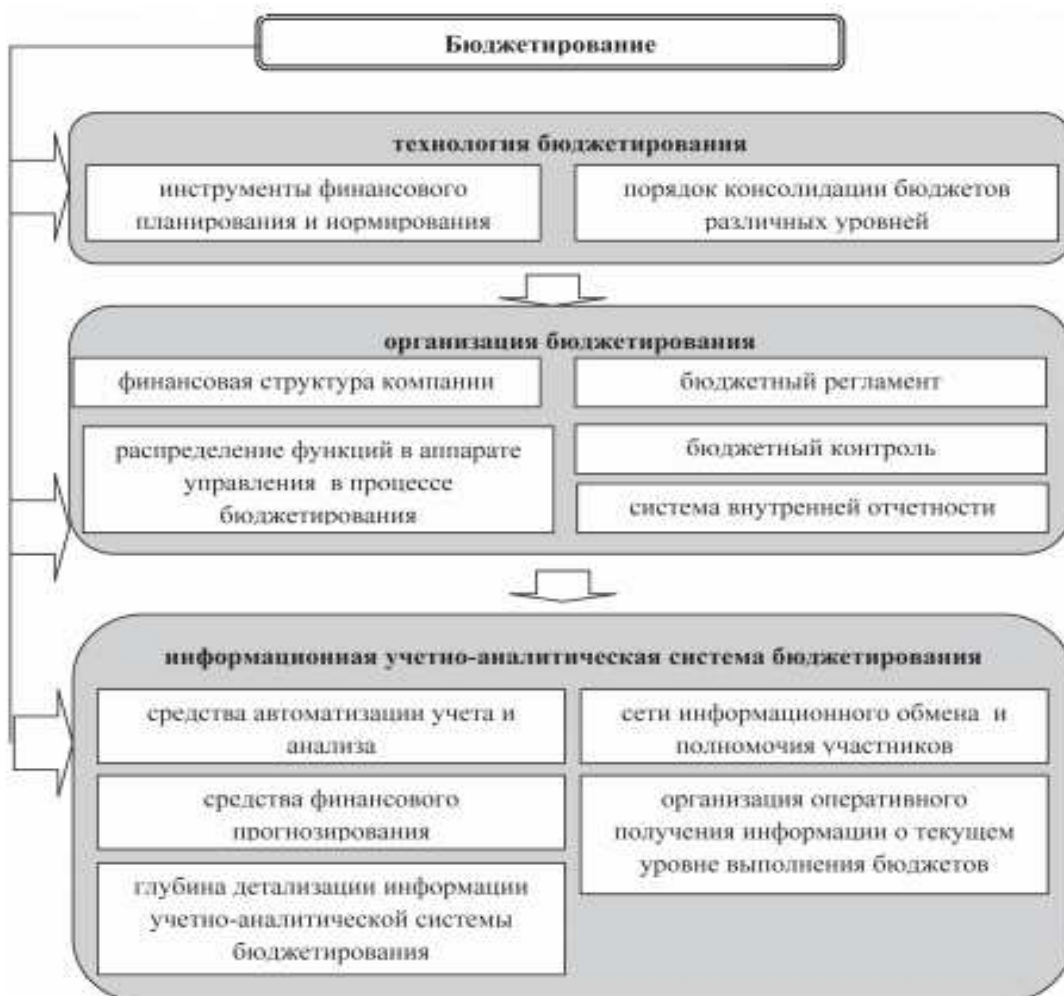 Бюджетирование
технология бюджетирования
инструменты финансового
планирования и нормирования
порядок консолидации бюджетов
различных уровней
организация бюджетирования
финансовая структура компании
распределение функций в аппарате
управления в процессе
бюджетирования
бюджетный регламент
бюджетный контроль
система внутренней отчетности
информационная учетно-аналитическая система бюджетирования
средства автоматизации учета и
анализа
средства финансового
прогнозирования
глубина детализации информации
учетно-аналитической системы
бюджетирования
сети информационного обмена и
полномочия участников
организация оперативного
получения информации о текущем
уровне выполнения бюджетов